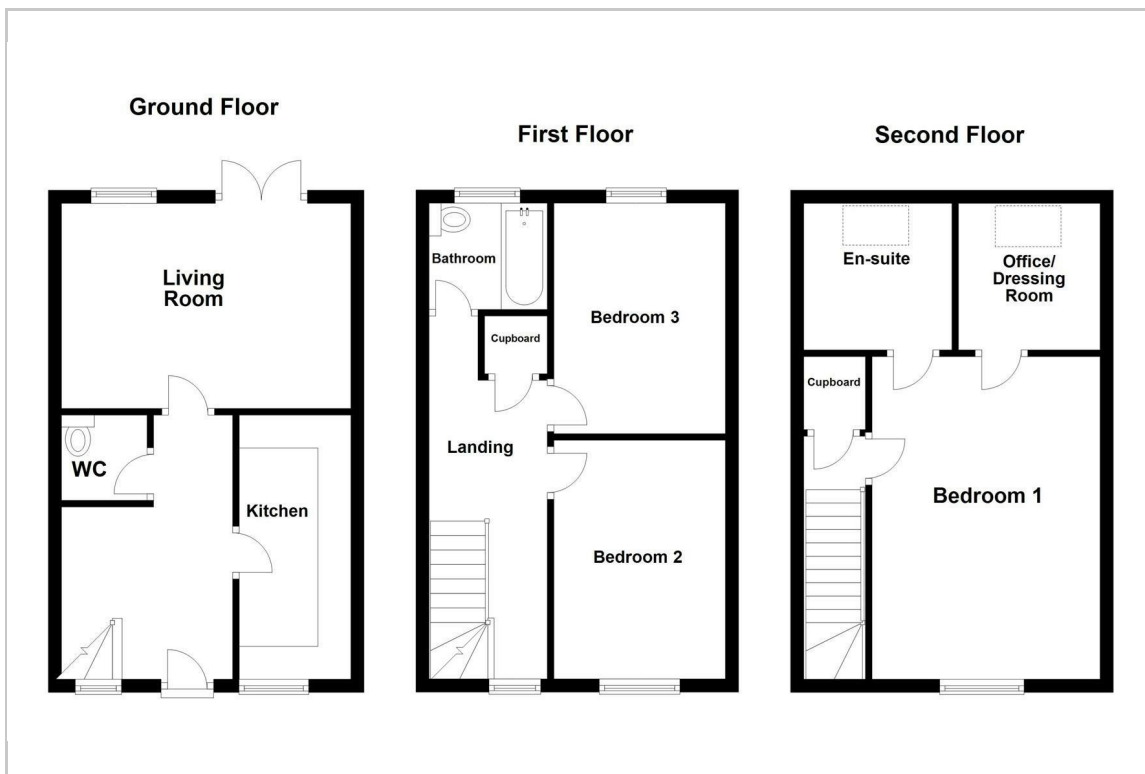 Ground Floor
Living
Room
WC
Kitchen
First Floor
Bathroom
Cupboard
Bedroom 3
Landing
Bedroom 2
Second Floor
En-suite
Office/
Dressing
Room
Cupboard
Bedroom 1